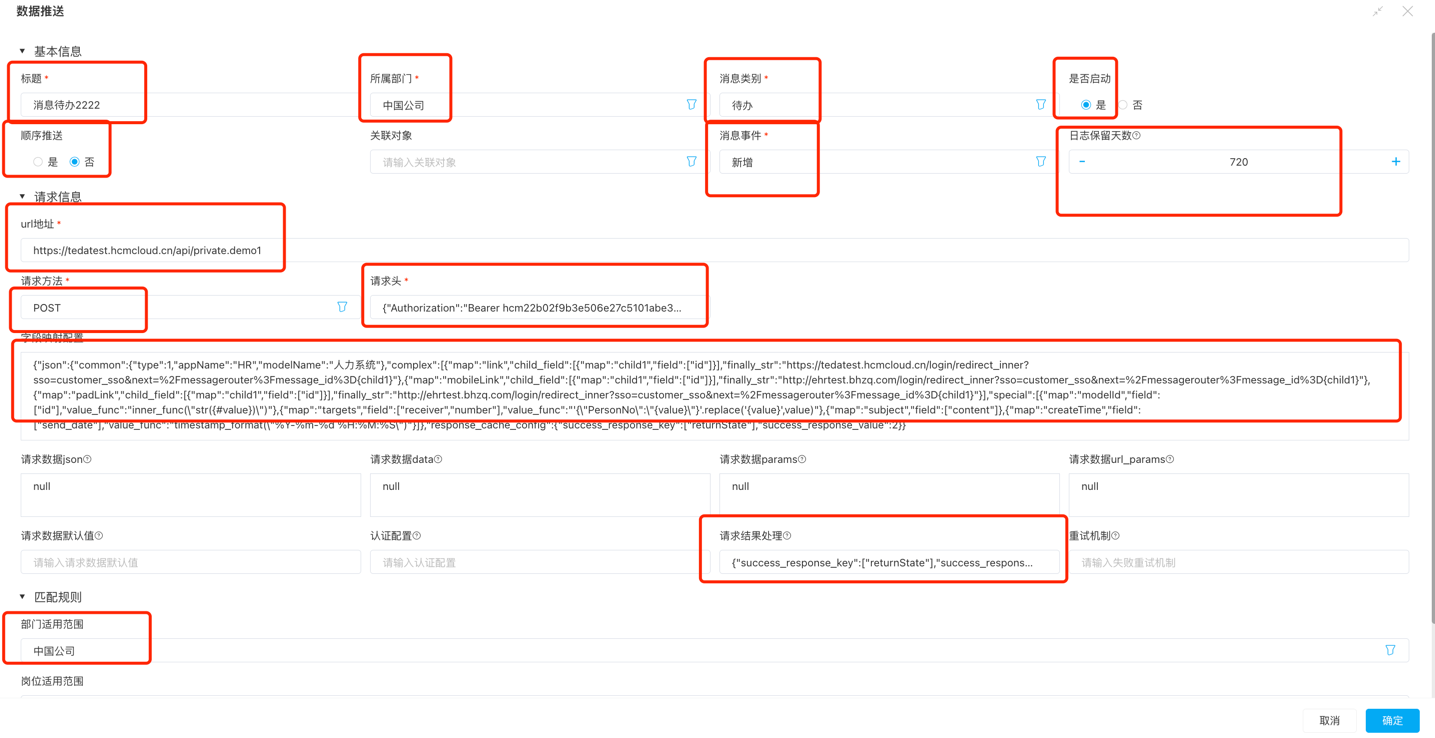 数据推送
基本信息
标题 * 所属部门 * 消息类别 * 是否启动
消息待办2222 中国公司 待办 是 否
顺序推送 关联对象 消息事件 * 日志保留天数
是 否 请输入关联对象 新增 - 720 +
请求信息
url地址 *
https://tedatest.hcmcloud.cn/api/private.demo1
请求方法 * 请求头 *
POST {"Authorization":"Bearer hcm22b02f9b3e506e27c5101abe3...
字段映射配置
{"json":{"common":{"type":1,"appName":"HR","modelName":"人力系统"},"complex":[{"map":"link","child_field":[{"map":"child1","field":["id"]}],"finally_str":"https://tedatest.hcmcloud.cn/login/redirect_inner?
sso=customer_sso&next=%2Fmessagerouter%3Fmessage_id%3D{child1}"},{"map":"mobileLink","child_field":[{"map":"child1","field":["id"]}],"finally_str":"http://ehrtest.bhzq.com/login/redirect_inner?sso=customer_sso&next=%2Fmessagerouter%3Fmessage_id%3D{child1}"},
{"map":"padLink","child_field":[{"map":"child1","field":["id"]}],"finally_str":"http://ehrtest.bhzq.com/login/redirect_inner?sso=customer_sso&next=%2Fmessagerouter%3Fmessage_id%3D{child1}"}],"special":[{"map":"modelId","field":
["id"],"value_func":"inner_func(\"str({#value})\")"},{"map":"targets","field":["receiver","number"],"value_func":"'{\"PersonNo\":\"{value}\"}'.replace('{value}',value)"},{"map":"subject","field":["content"]},{"map":"createTime","field":
["send_date"],"value_func":"timestamp_format(\"%Y-%m-%d %H:%M:%S\")"}]},"response_cache_config":{"success_response_key":["returnState"],"success_response_value":2}}
请求数据json 请求数据data 请求数据params 请求数据url_params
null null null null
请求数据默认值 认证配置 请求结果处理 重试机制
请输入请求数据默认值 请输入认证配置 {"success_response_key":["returnState"],"success_respons... 请输入失败重试机制
匹配规则
部门适用范围
中国公司
岗位适用范围
取消 确定